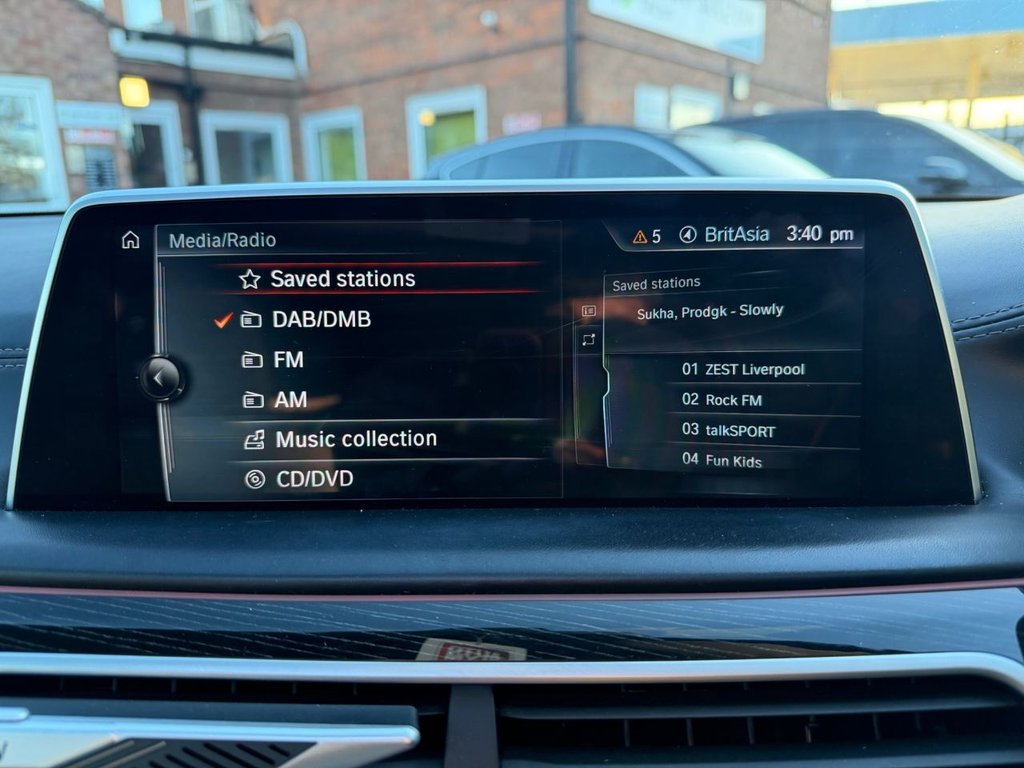 Media/Radio
5 BritAsia 3:40 pm
Saved stations
DAB/DMB
FM
AM
Music collection
CD/DVD
Saved stations
Sukha, Prodgk - Slowly
01 ZEST Liverpool
02 Rock FM
03 talkSPORT
04 Fun Kids